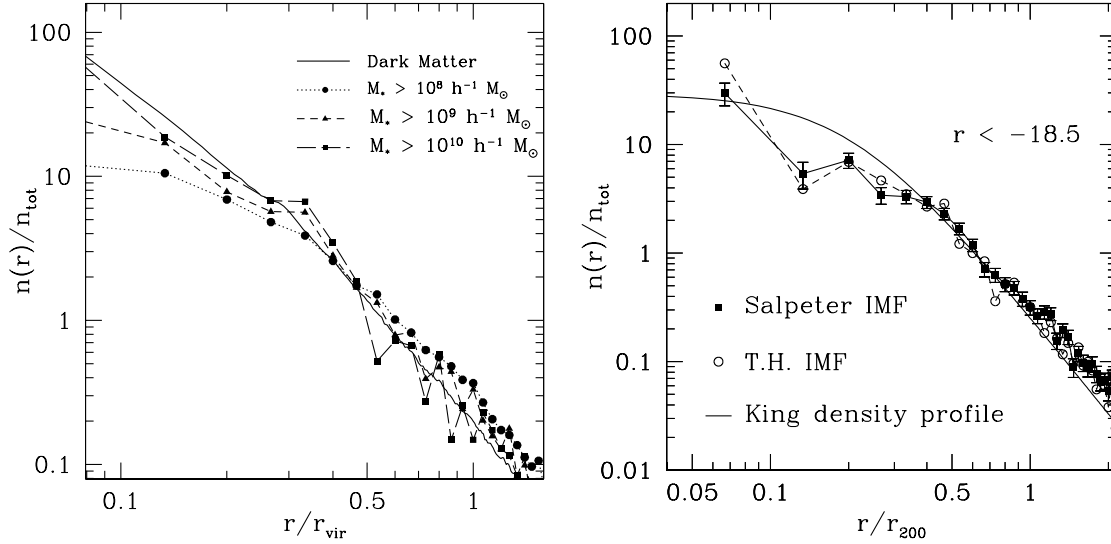 100
10
1
0.1
n(r)/n_tot
Dark Matter
M_* > 10^8 h^-1 M_⊙
M_* > 10^9 h^-1 M_⊙
M_* > 10^10 h^-1 M_⊙
0.1 0.5 1
r/r_vir
100
10
1
0.1
0.01
n(r)/n_tot
r < -18.5
Salpeter IMF
T.H. IMF
King density profile
0.05 0.1 0.5 1
r/r_200